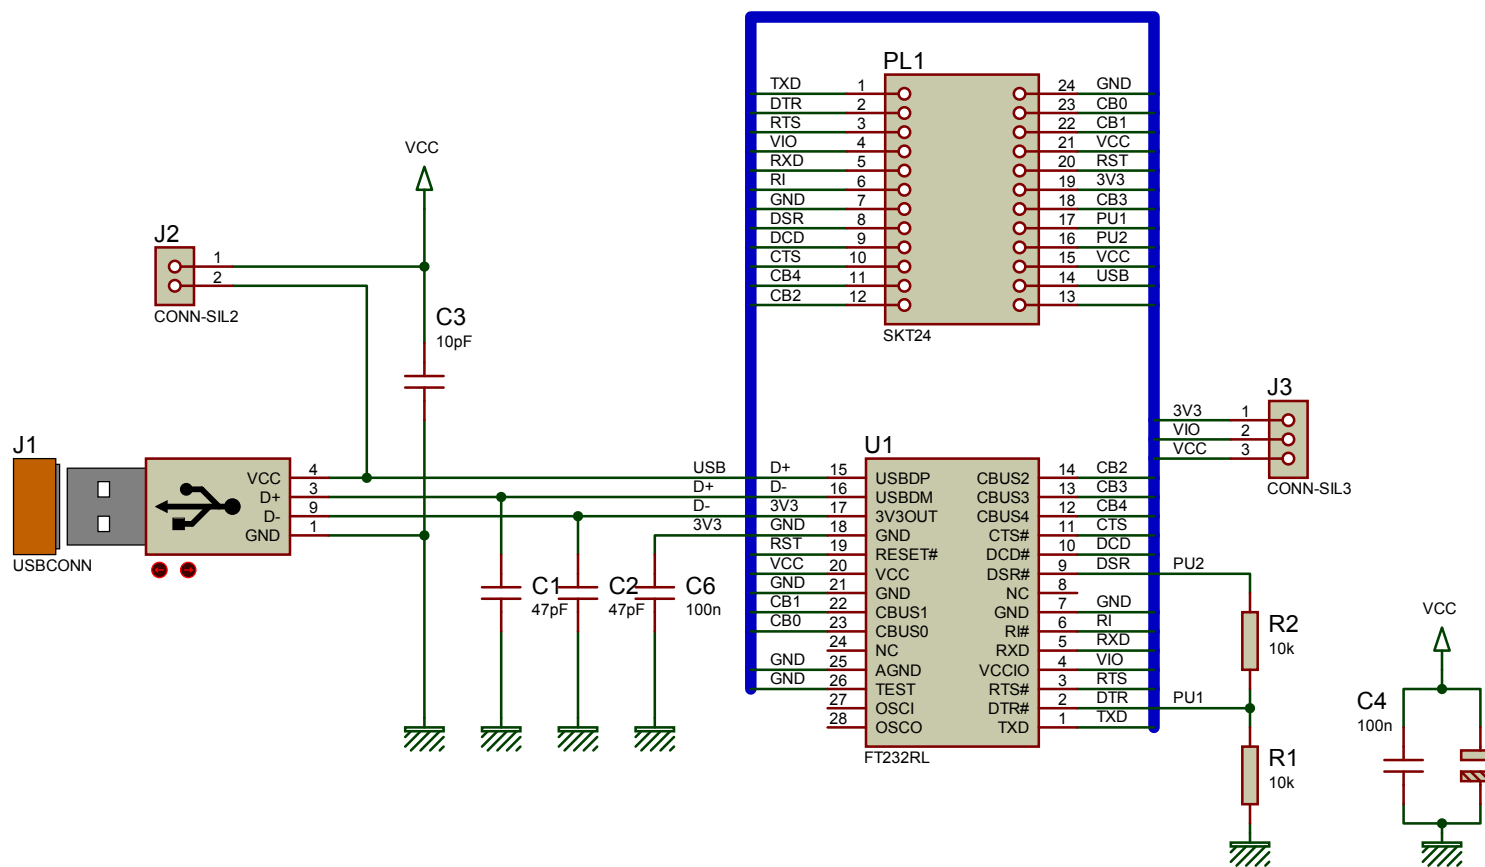 PL1
TXD 1 24 GND
DTR 2 23 CB0
RTS 3 22 CB1
VIO 4 21 VCC
RXD 5 20 RST
RI 6 19 3V3
GND 7 18 CB3
DSR 8 17 PU1
DCD 9 16 PU2
CTS 10 15 VCC
CB4 11 14 USB
CB2 12 13
SKT24
VCC
J2
1
2
CONN-SIL2
C3
10pF
J3
3V3 1
VIO 2
VCC 3
CONN-SIL3
J1
VCC 4
D+ 3
D- 9
GND 1
USBCONN
USB
D+
D-
3V3
C1
47pF
C2
47pF
C6
100n
U1
D+ 15 USBDP CBUS2 14 CB2
D- 16 USBDM CBUS3 13 CB3
3V3 17 3V3OUT CBUS4 12 CB4
GND 18 GND CTS# 11 CTS
RST 19 RESET# DCD# 10 DCD
VCC 20 VCC DSR# 9 DSR PU2
GND 21 GND NC 8
CB1 22 CBUS1 GND 7 GND
CB0 23 CBUS0 RI# 6 RI
24 NC RXD 5 RXD
GND 25 AGND VCCIO 4 VIO
GND 26 TEST RTS# 3 RTS
27 OSCI DTR# 2 DTR PU1
28 OSCO TXD 1 TXD
FT232RL
R2
10k
R1
10k
VCC
C4
100n